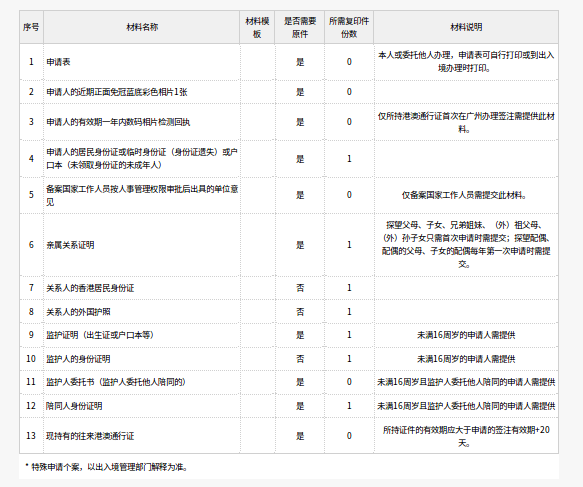 序号 材料名称 材料模板 是否需要原件 所需复印件份数 材料说明
1 申请表 是 0 本人或委托他人办理，申请表可自行打印或到出入
境办理时打印。
2 申请人的近期正面免冠蓝底彩色相片1张 是 0
3 申请人的有效期一年内数码相片检测回执 是 0 仅所持港澳通行证首次在广州办理签注需提供此材
料。
4 申请人的居民身份证或临时身份证（身份证遗失）或户
口本（未领取身份证的未成年人） 是 1
5 备案国家工作人员按人事管理权限审批后出具的单位意
见 是 0 仅备案国家工作人员需提交此材料。
6 亲属关系证明 是 1 探望父母、子女、兄弟姐妹、（外）祖父母、
（外）孙子女只需首次申请时需提交；探望配偶、
配偶的父母、子女的配偶每年第一次申请时需提
交。
7 关系人的香港居民身份证 否 1
8 关系人的外国护照 否 1
9 监护证明（出生证或户口本等） 是 1 未满16周岁的申请人需提供
10 监护人的身份证明 否 1 未满16周岁的申请人需提供
11 监护人委托书（监护人委托他人陪同的） 是 0 未满16周岁且监护人委托他人陪同的申请人需提供
12 陪同人身份证明 是 1 未满16周岁且监护人委托他人陪同的申请人需提供
13 现持有的往来港澳通行证 是 0 所持证件的有效期应大于申请的签注有效期+20
天。
* 特殊申请个案，以出入境管理部门解释为准。